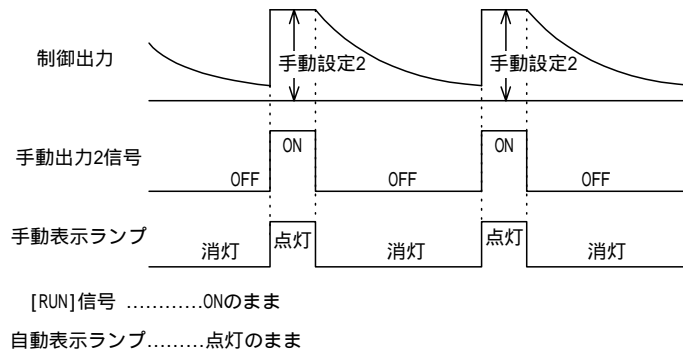 制御出力
手動設定2 手動設定2
手動出力2信号
ON ON
OFF OFF OFF
手動表示ランプ
消灯 点灯 消灯 点灯 消灯
[RUN]信号 …………ONのまま
自動表示ランプ………点灯のまま